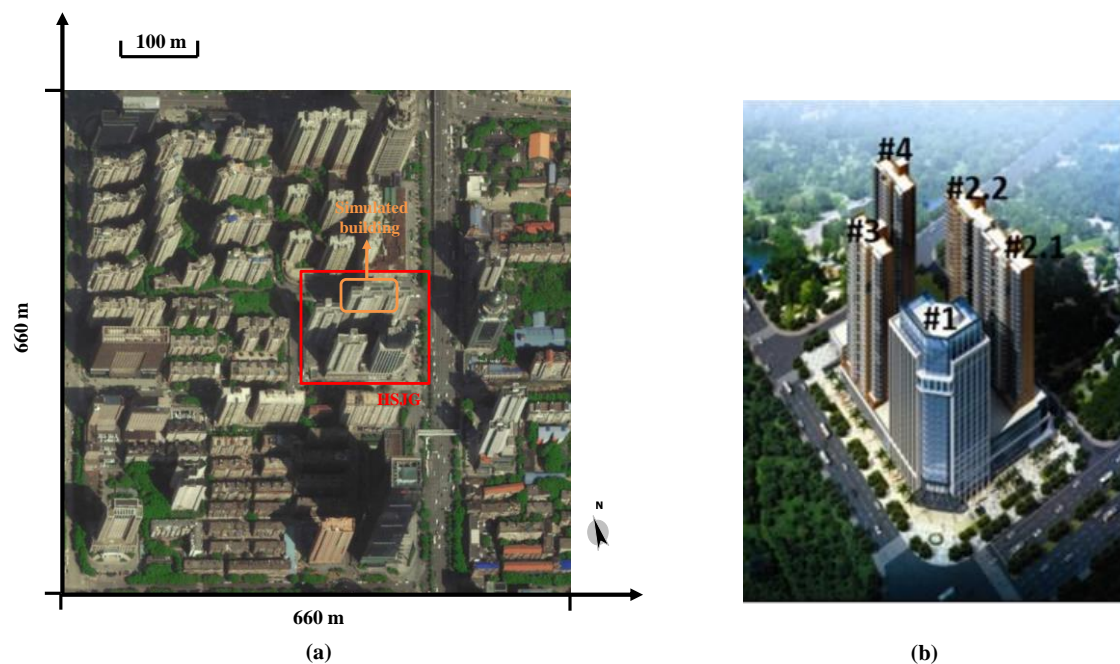 100 m
Simulated
building
660 m
HSJG
N
660 m
(a)
#4
#2.2
#3
#2.1
#1
(b)